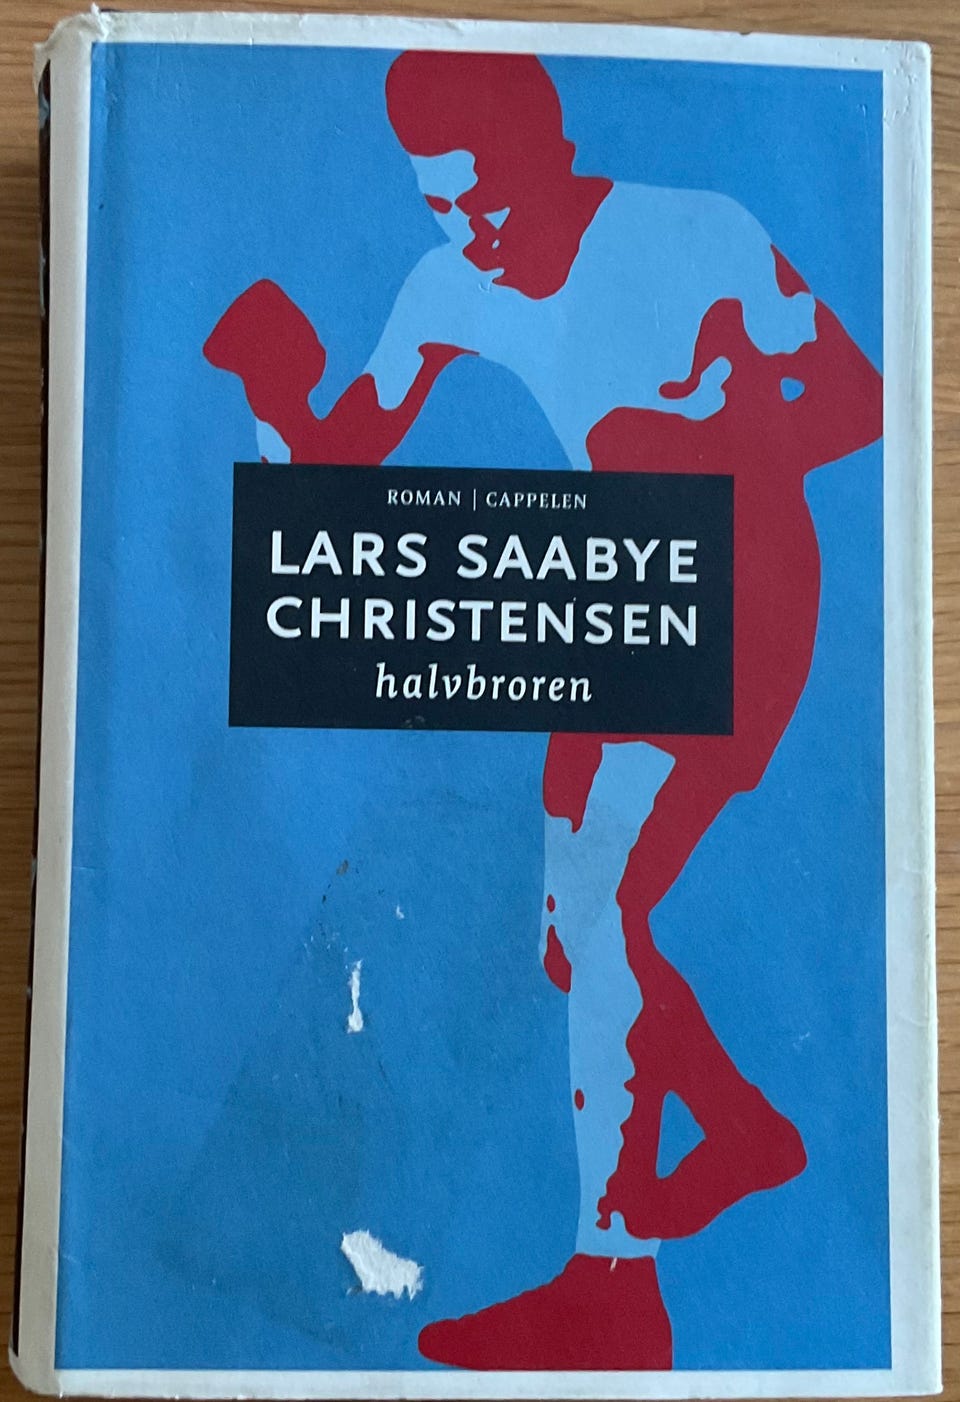 ROMAN | CAPPELEN
LARS SAABYE
CHRISTENSEN
halvbroren